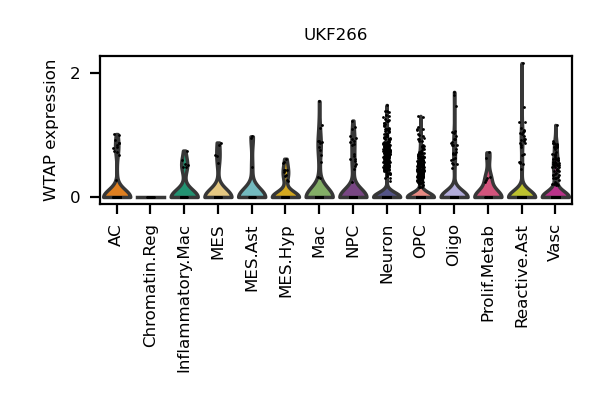 UKF266
WTAP expression
2
0
AC
Chromatin.Reg
Inflammatory.Mac
MES
MES.Ast
MES.Hyp
Mac
NPC
Neuron
OPC
Oligo
Prolif.Metab
Reactive.Ast
Vasc